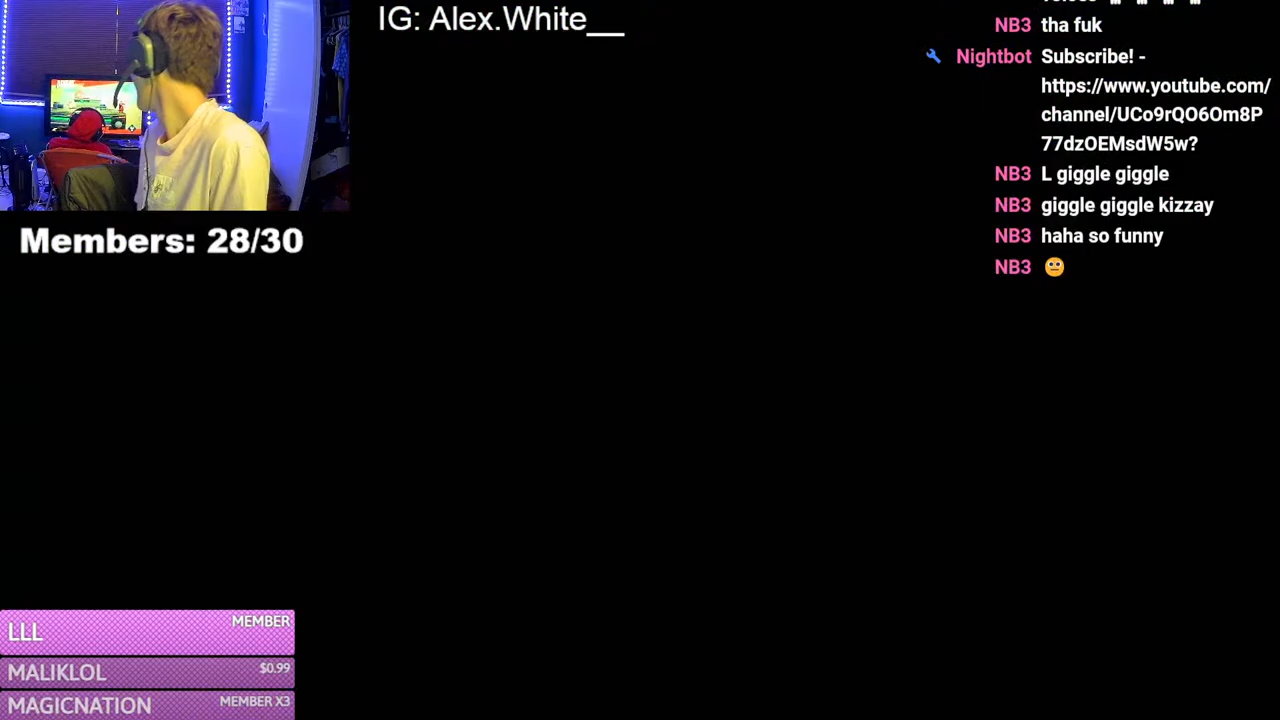 IG: Alex.White__
NB3 tha fuk
Nightbot Subscribe! -
https://www.youtube.com/
channel/UCo9rQO6Om8P
77dzOEMsdW5w?
NB3 L giggle giggle
NB3 giggle giggle kizzay
NB3 haha so funny
NB3 😐
Members: 28/30
LLL MEMBER
MALIKLOL $0.99
MAGICNATION MEMBER X3